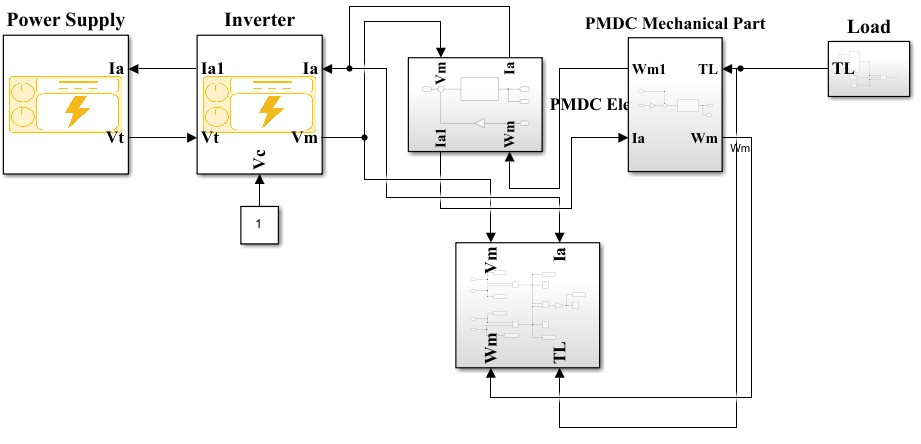 Power Supply
Inverter
PMDC Mechanical Part
Load
Ia
Ia1
Ia
Vm
Ia
Wm1
TL
TL
PMDC Ele
Vt
Vt
Vm
Ia1
Wm
Ia
Wm
Wm
Vc
1
Vm
Ia
Wm
TL